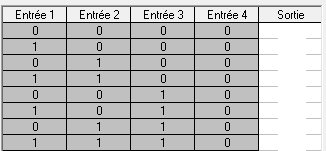 Entrée 1 Entrée 2 Entrée 3 Entrée 4 Sortie
0 0 0 0
1 0 0 0
0 1 0 0
1 1 0 0
0 0 1 0
1 0 1 0
0 1 1 0
1 1 1 0